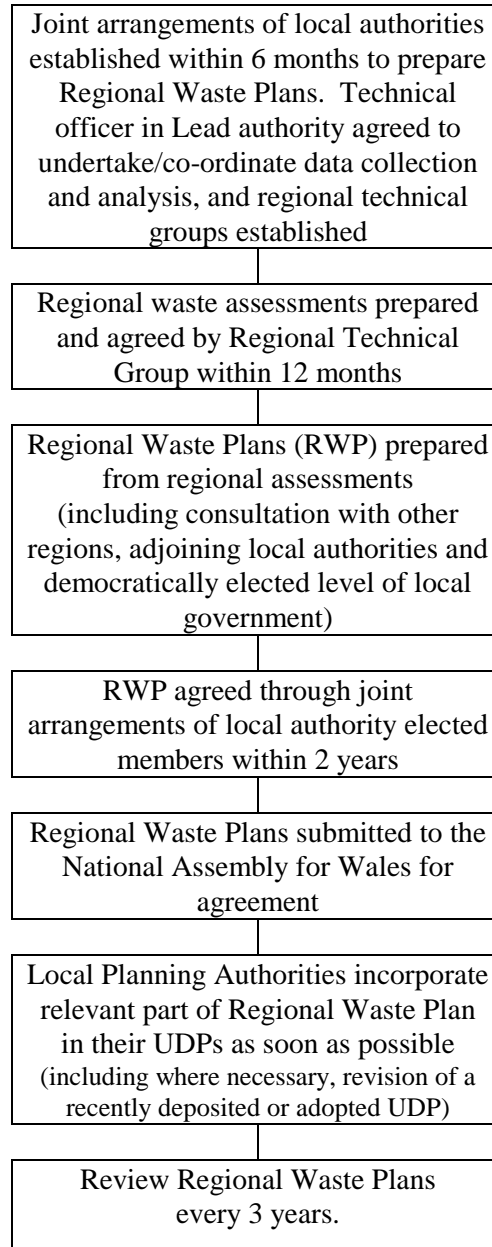 Joint arrangements of local authorities
established within 6 months to prepare
Regional Waste Plans.  Technical
officer in Lead authority agreed to
undertake/co-ordinate data collection
and analysis, and regional technical
groups established
Regional waste assessments prepared
and agreed by Regional Technical
Group within 12 months
Regional Waste Plans (RWP) prepared
from regional assessments
(including consultation with other
regions, adjoining local authorities and
democratically elected level of local
government)
RWP agreed through joint
arrangements of local authority elected
members within 2 years
Regional Waste Plans submitted to the
National Assembly for Wales for
agreement
Local Planning Authorities incorporate
relevant part of Regional Waste Plan
in their UDPs as soon as possible
(including where necessary, revision of a
recently deposited or adopted UDP)
Review Regional Waste Plans
every 3 years.